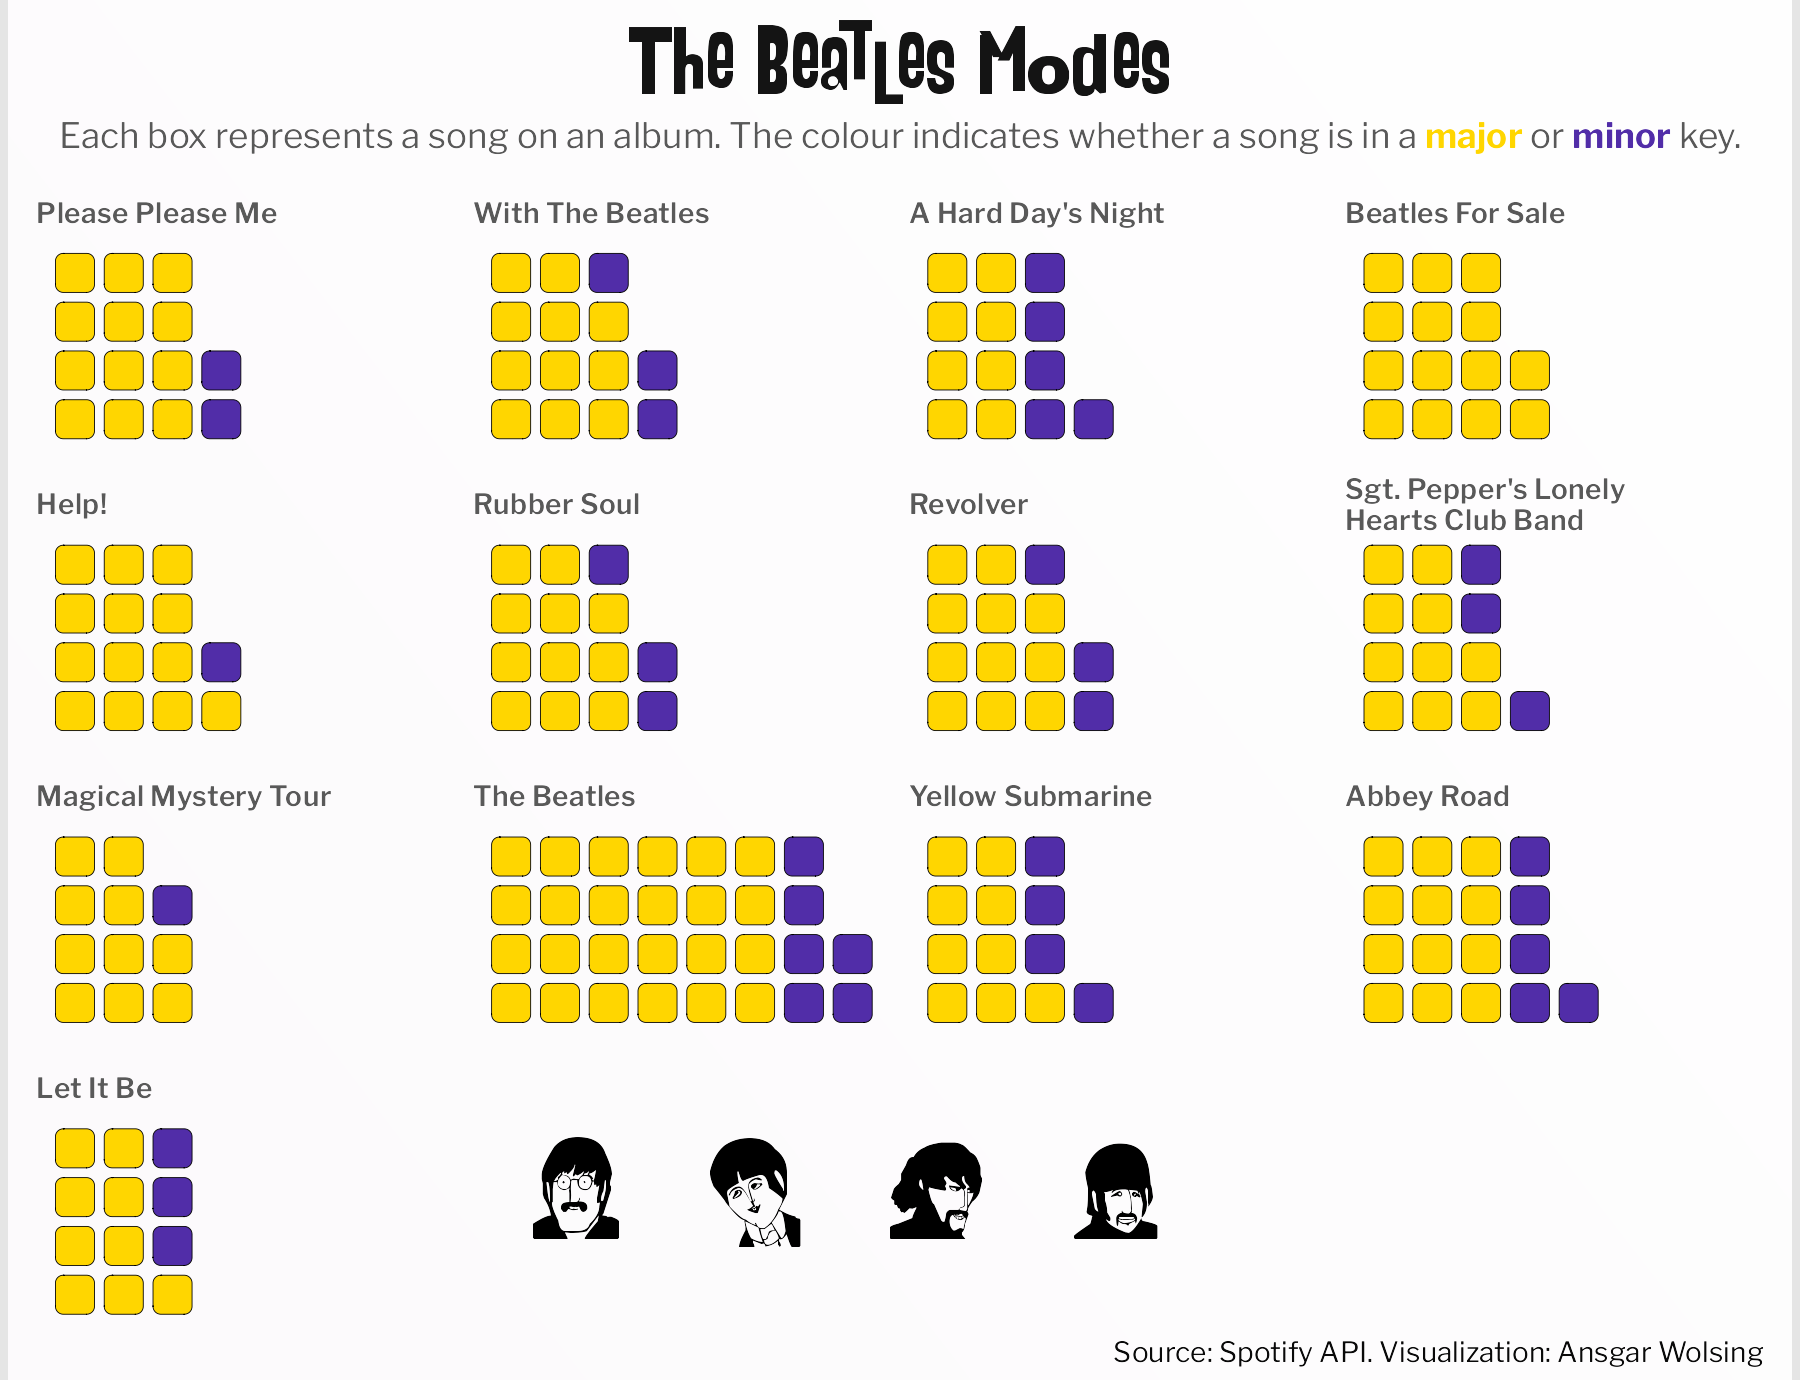 The Beatles Modes
Each box represents a song on an album. The colour indicates whether a song is in a major or minor key.
Please Please Me
With The Beatles
A Hard Day's Night
Beatles For Sale
Help!
Rubber Soul
Revolver
Sgt. Pepper's Lonely
Hearts Club Band
Magical Mystery Tour
The Beatles
Yellow Submarine
Abbey Road
Let It Be
Source: Spotify API. Visualization: Ansgar Wolsing